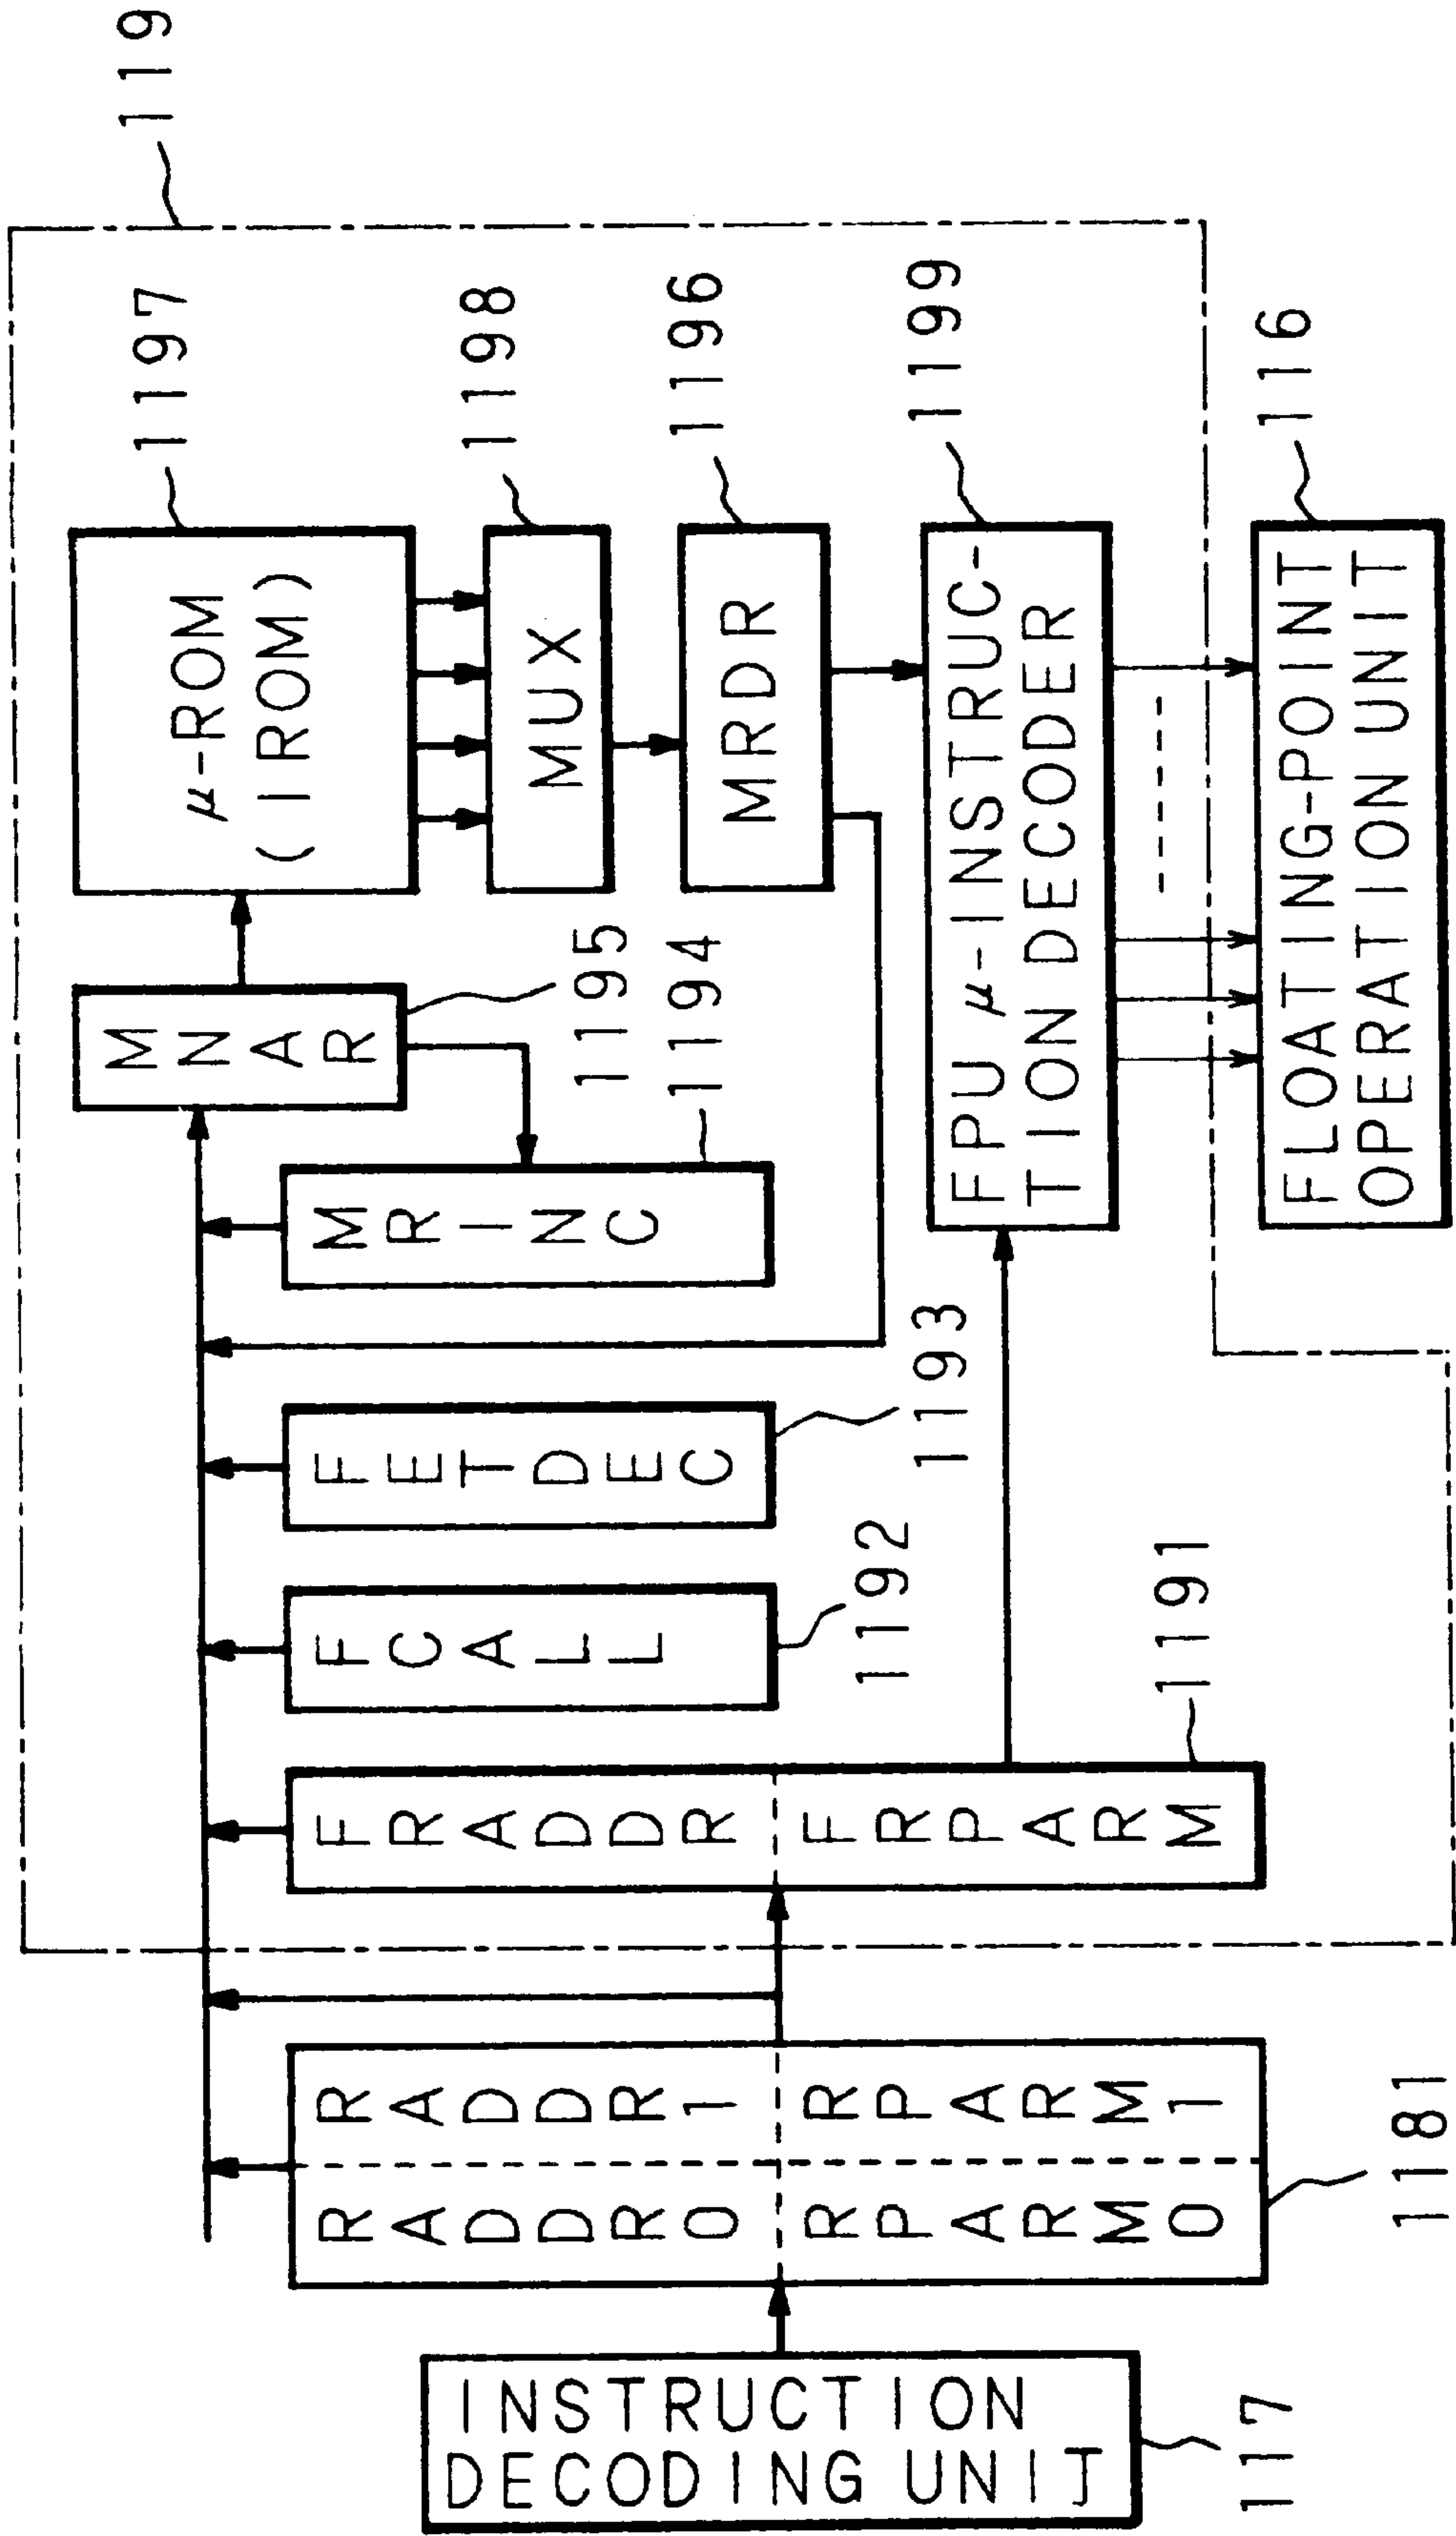 119
μ-ROM
(IROM)
1197
MNAR
1195
MUX
1198
MRINC
1194
MRDR
1196
FETDEC
1193
FCALL
1192
FRADDR
FRPARM
1191
FPU μ-INSTRUC-
TION DECODER
1199
FLOATING-POINT
OPERATION UNIT
116
RADDR0
RADDR1
RPARM0
RPARM1
1181
INSTRUCTION
DECODING UNIT
117